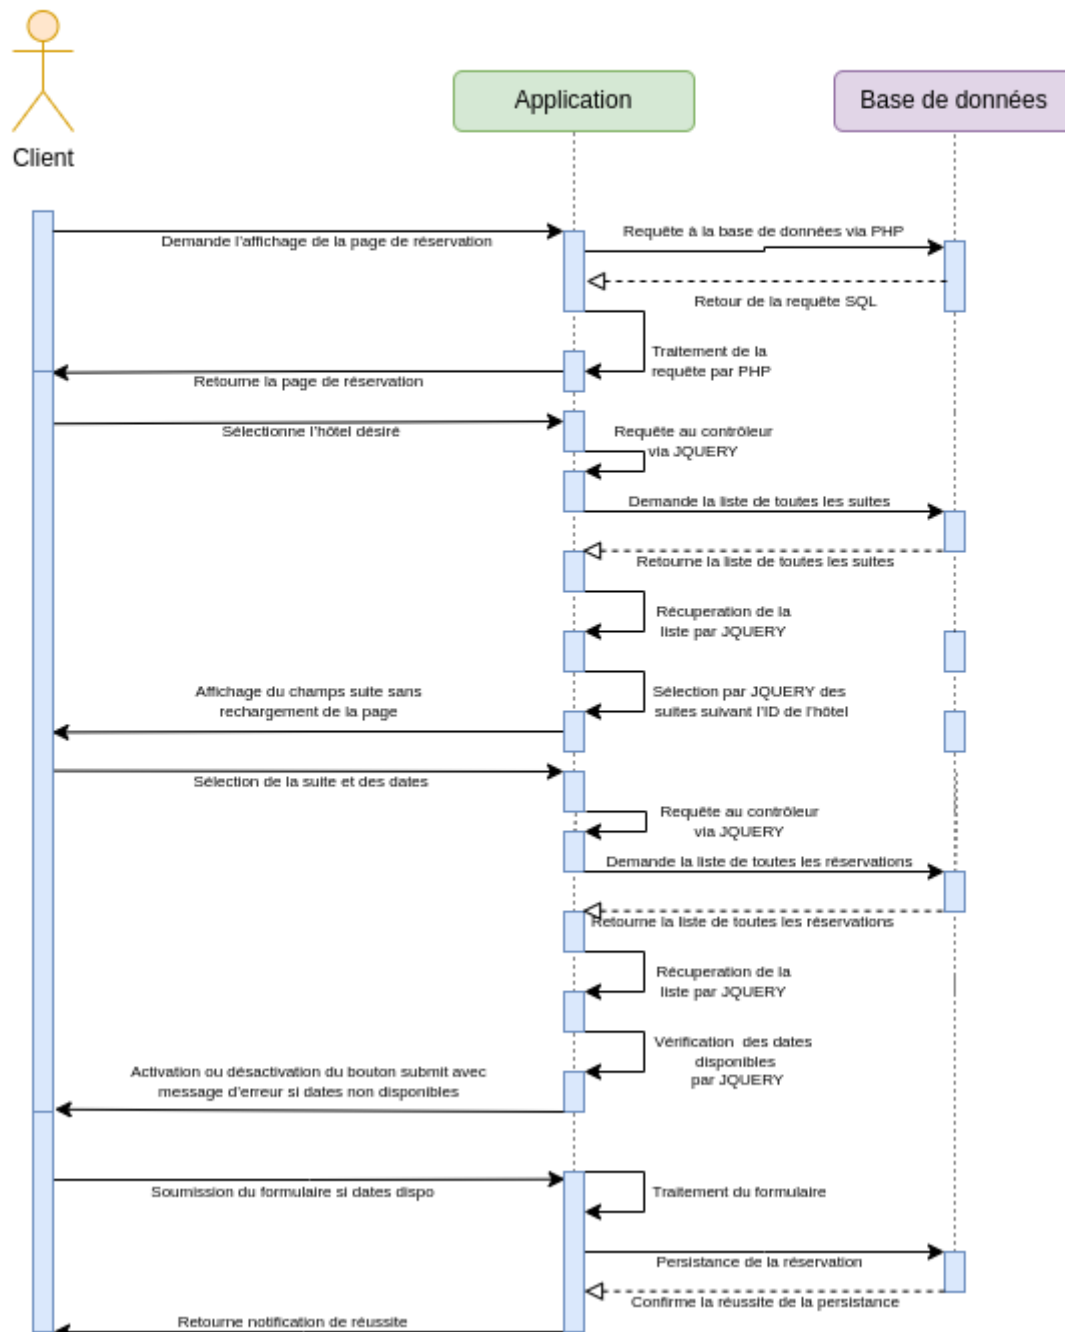 Application
Base de données
Client
Demande l'affichage de la page de réservation
Requête à la base de données via PHP
Retour de la requête SQL
Traitement de la
requête par PHP
Retourne la page de réservation
Sélectionne l'hôtel désiré
Requête au contrôleur
via JQUERY
Demande la liste de toutes les suites
Retourne la liste de toutes les suites
Récuperation de la
liste par JQUERY
Sélection par JQUERY des
suites suivant l'ID de l'hôtel
Affichage du champs suite sans
rechargement de la page
Sélection de la suite et des dates
Requête au contrôleur
via JQUERY
Demande la liste de toutes les réservations
Retourne la liste de toutes les réservations
Récuperation de la
liste par JQUERY
Vérification des dates
disponibles
par JQUERY
Activation ou désactivation du bouton submit avec
message d'erreur si dates non disponibles
Soumission du formulaire si dates dispo
Traitement du formulaire
Persistance de la réservation
Confirme la réussite de la persistance
Retourne notification de réussite